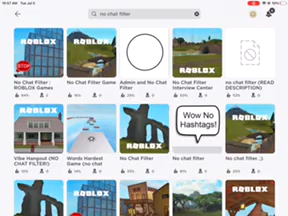 10:47 AM Tue Jul 6
no chat filter
ROBLOX
STOP
ROBLOX
No Chat Filter :
ROBLOX Games
No Chat Filter Game
Admin and No Chat
Filter
No Chat Filter
Interview Center
no chat filter (READ
DESCRIPTION)
ROBLOX
Wow No
Hashtags!
Vibe Hangout (NO
CHAT FILTER!)
Words Hardest
Game (no chat
No Chat Filter
no chat filter
no chat filter ;)
ROBLOX
ROBLOX